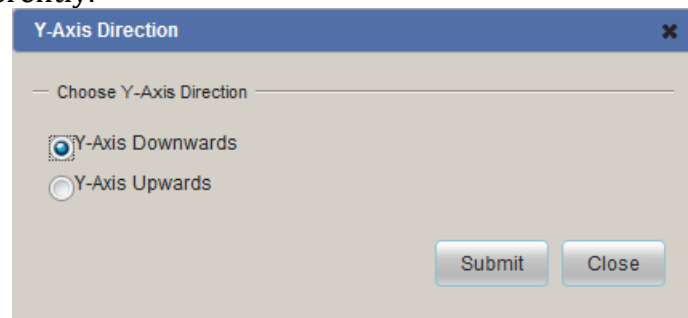 Y-Axis Direction
Choose Y-Axis Direction
Y-Axis Downwards
Y-Axis Upwards
Submit Close